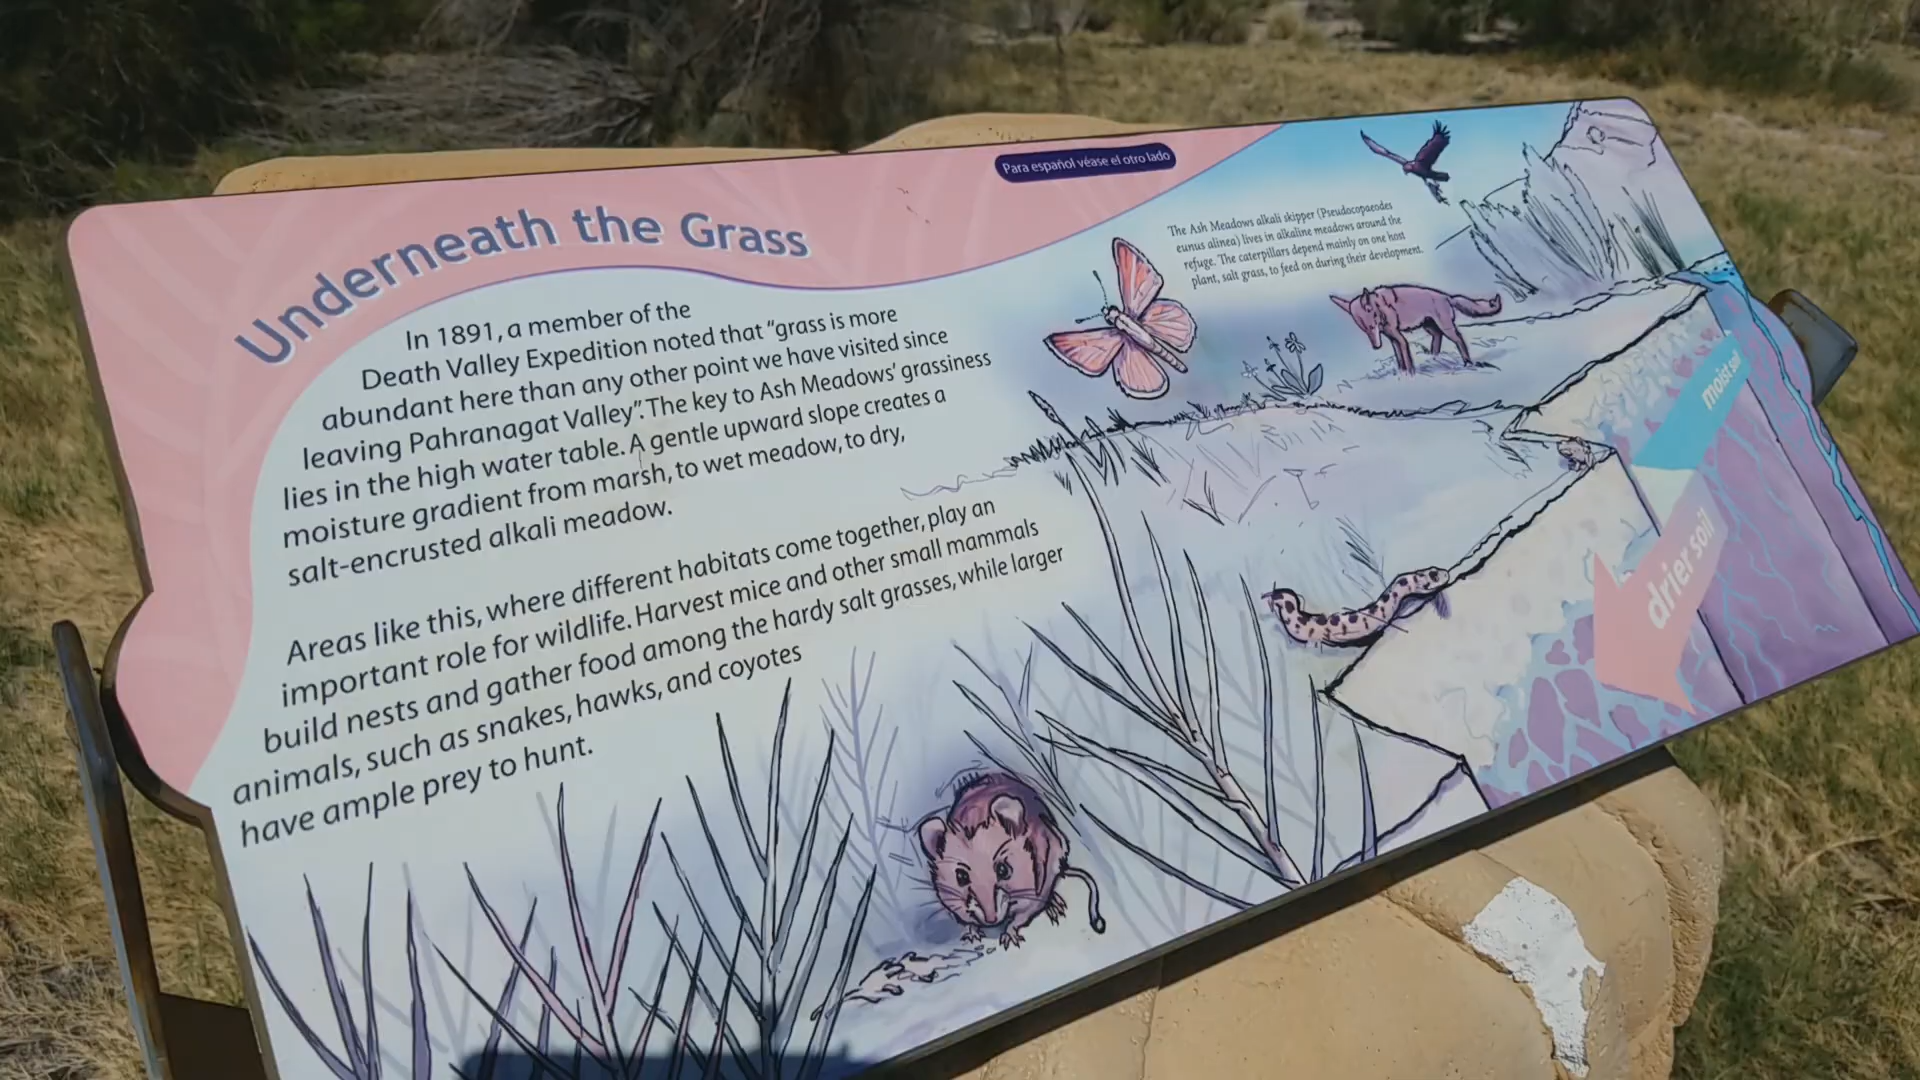 Para español véase el otro lado
Underneath the Grass
In 1891, a member of the
Death Valley Expedition noted that “grass is more
abundant here than any other point we have visited since
leaving Pahranagat Valley”. The key to Ash Meadows’ grassiness
lies in the high water table. A gentle upward slope creates a
moisture gradient from marsh, to wet meadow, to dry,
salt-encrusted alkali meadow.
Areas like this, where different habitats come together, play an
important role for wildlife. Harvest mice and other small mammals
build nests and gather food among the hardy salt grasses, while larger
animals, such as snakes, hawks, and coyotes
have ample prey to hunt.
The Ash Meadows alkali skipper (Pseudocopaeodes
eunus alinea) lives in alkaline meadows around the
refuge. The caterpillars depend mainly on one host
plant, salt grass, to feed on during their development.
moist soil
drier soil